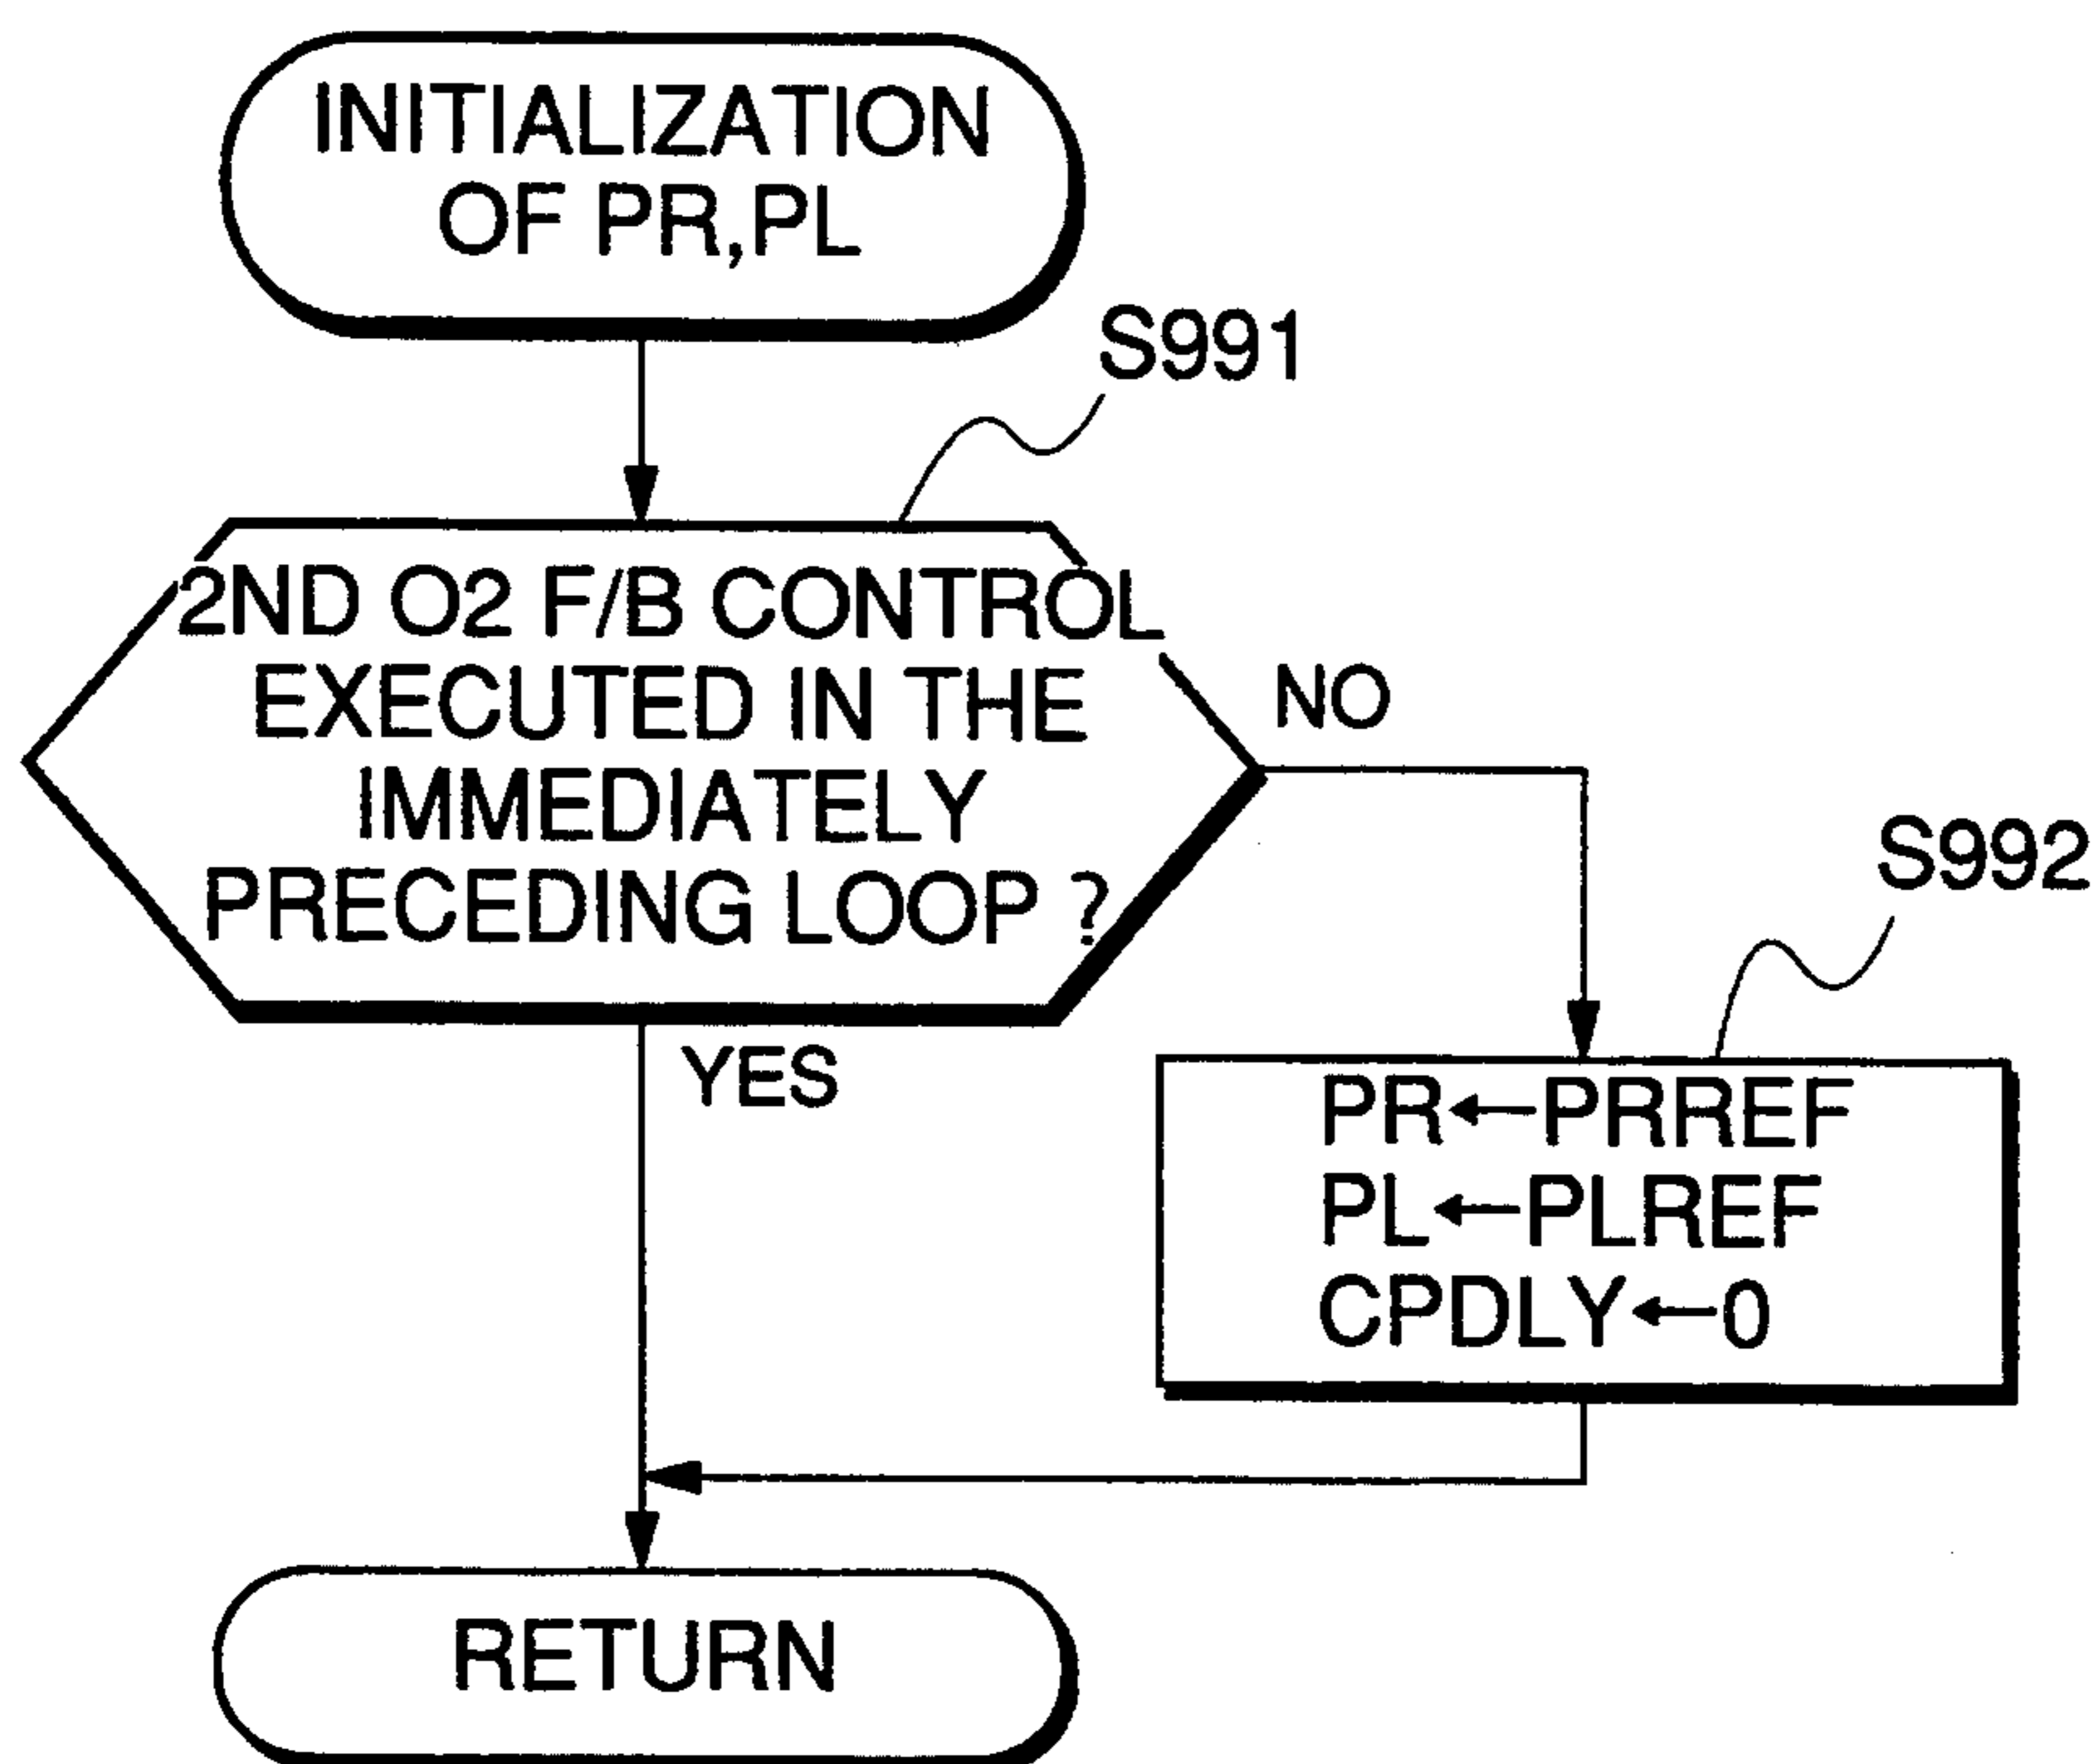 INITIALIZATION
OF PR,PL
S991
2ND O2 F/B CONTROL
EXECUTED IN THE
IMMEDIATELY
PRECEDING LOOP ?
NO
YES
S992
PR←PRREF
PL←PLREF
CPDLY←0
RETURN